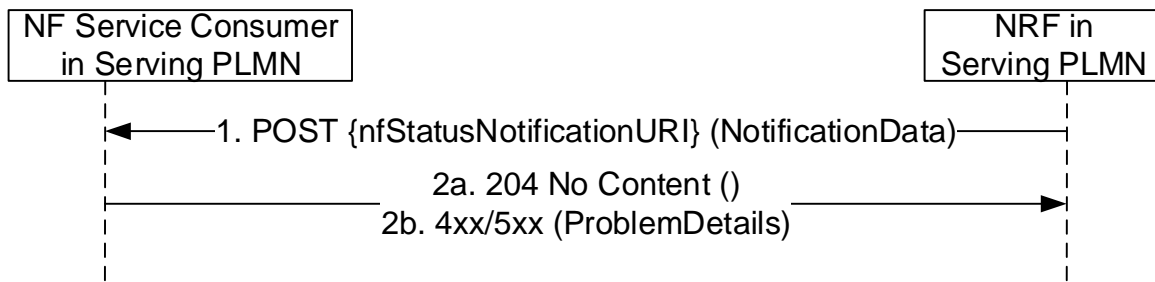 NF Service Consumer
in Serving PLMN
NRF in
Serving PLMN
1. POST {nfStatusNotificationURI} (NotificationData)
2a. 204 No Content ()
2b. 4xx/5xx (ProblemDetails)